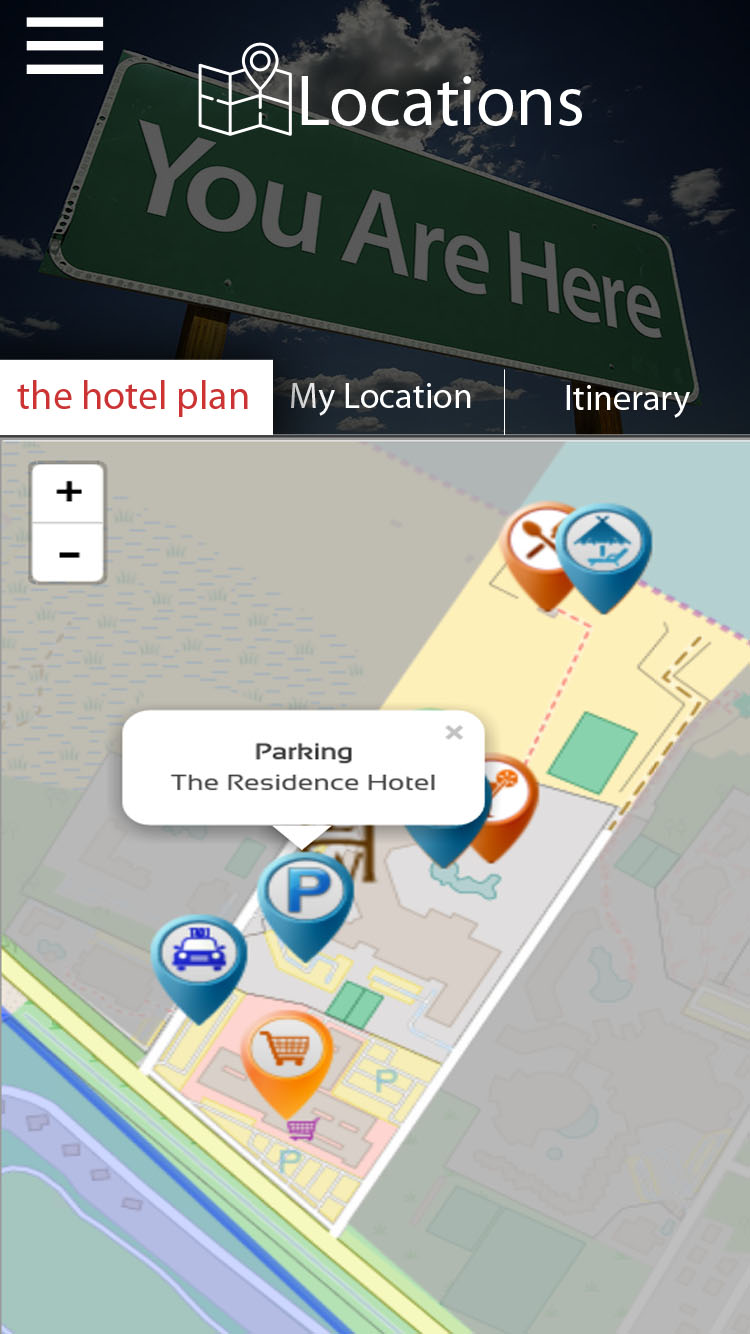 Locations
You Are Here
the hotel plan
My Location
Itinerary
+
-
×
Parking
The Residence Hotel
P
TAXI
P
P